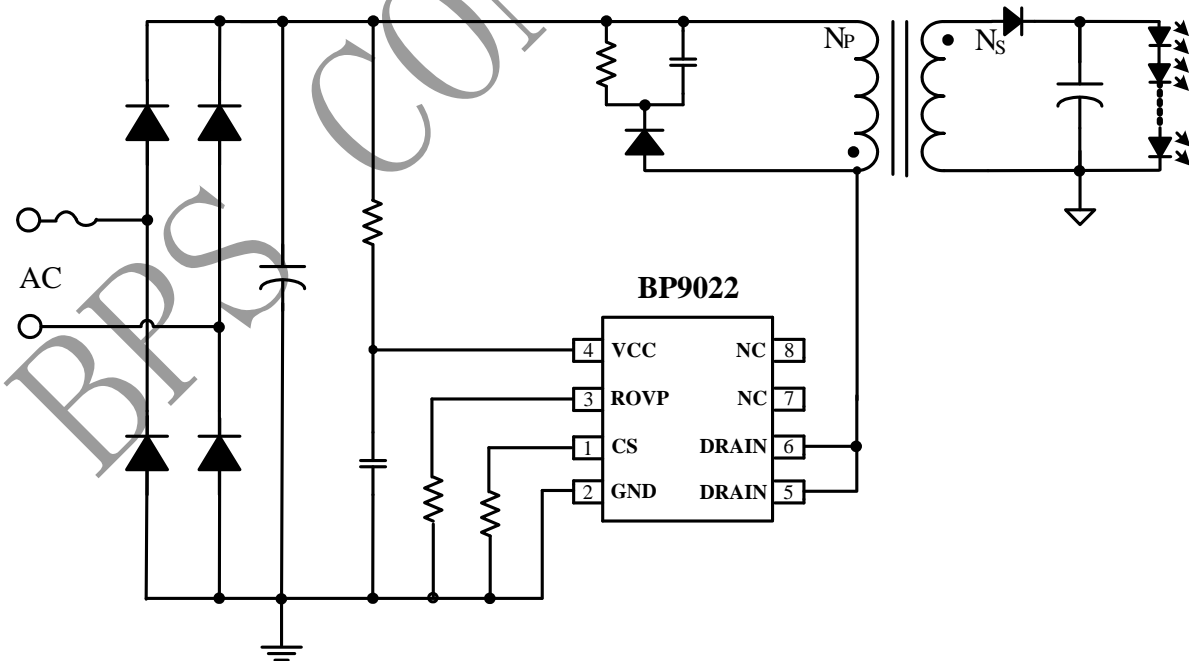 BPS CON
NP
NS
AC
BP9022
4 VCC NC 8
3 ROVP NC 7
1 CS DRAIN 6
2 GND DRAIN 5